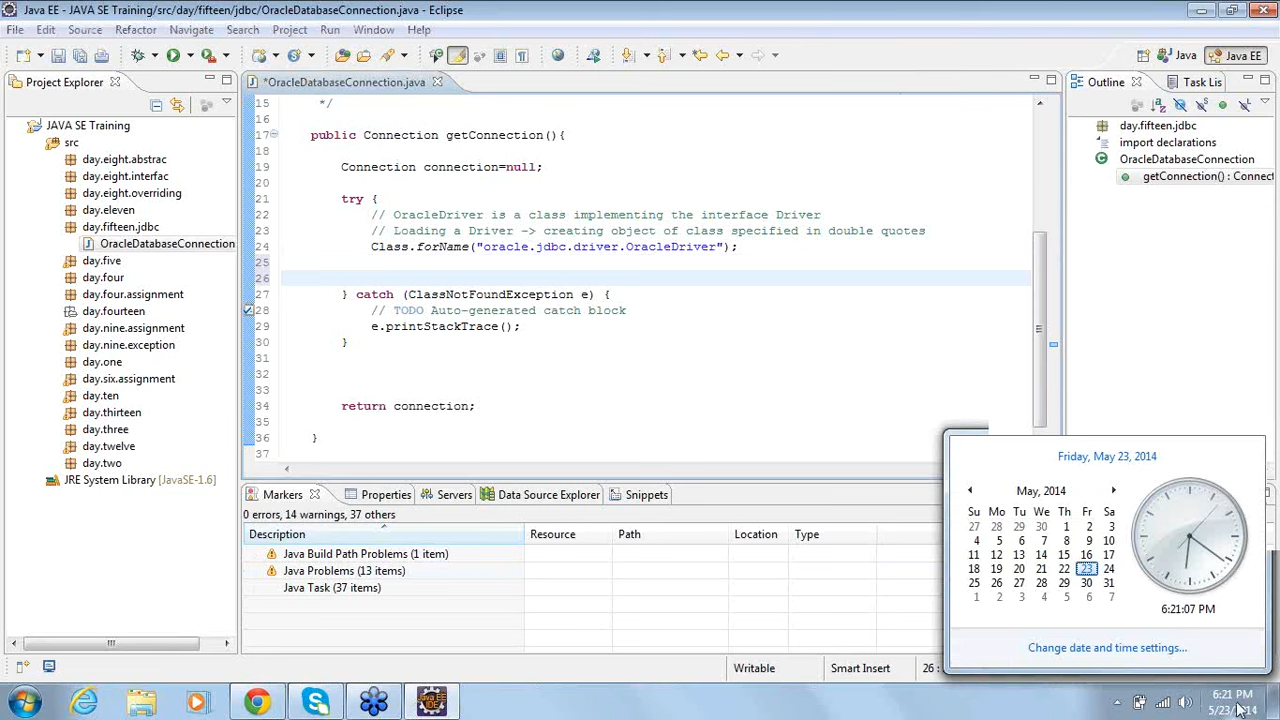 Java EE - JAVA SE Training/src/day/fifteen/jdbc/OracleDatabaseConnection.java - Eclipse
File Edit Source Refactor Navigate Search Project Run Window Help
Java Java EE
Project Explorer
*OracleDatabaseConnection.java
Outline Task Lis
JAVA SE Training
src
day.eight.abstrac
day.eight.interfac
day.eight.overriding
day.eleven
day.fifteen.jdbc
OracleDatabaseConnection
day.five
day.four
day.four.assignment
day.fourteen
day.nine.assignment
day.nine.exception
day.one
day.six.assignment
day.ten
day.thirteen
day.three
day.twelve
day.two
JRE System Library [JavaSE-1.6]
15 */
16
17 public Connection getConnection(){
18
19 Connection connection=null;
20
21 try {
22 // OracleDriver is a class implementing the interface Driver
23 // Loading a Driver -> creating object of class specified in double quotes
24 Class.forName("oracle.jdbc.driver.OracleDriver");
25
26
27 } catch (ClassNotFoundException e) {
28 // TODO Auto-generated catch block
29 e.printStackTrace();
30 }
31
32
33
34 return connection;
35
36 }
37
day.fifteen.jdbc
import declarations
OracleDatabaseConnection
getConnection() : Connect
Markers Properties Servers Data Source Explorer Snippets
0 errors, 14 warnings, 37 others
Description Resource Path Location Type
Java Build Path Problems (1 item)
Java Problems (13 items)
Java Task (37 items)
Writable Smart Insert 26 :
Friday, May 23, 2014
May, 2014
Su Mo Tu We Th Fr Sa
27 28 29 30 1 2 3
4 5 6 7 8 9 10
11 12 13 14 15 16 17
18 19 20 21 22 23 24
25 26 27 28 29 30 31
1 2 3 4 5 6 7
6:21:07 PM
Change date and time settings...
Java EE
IDE
6:21 PM
5/23/2014